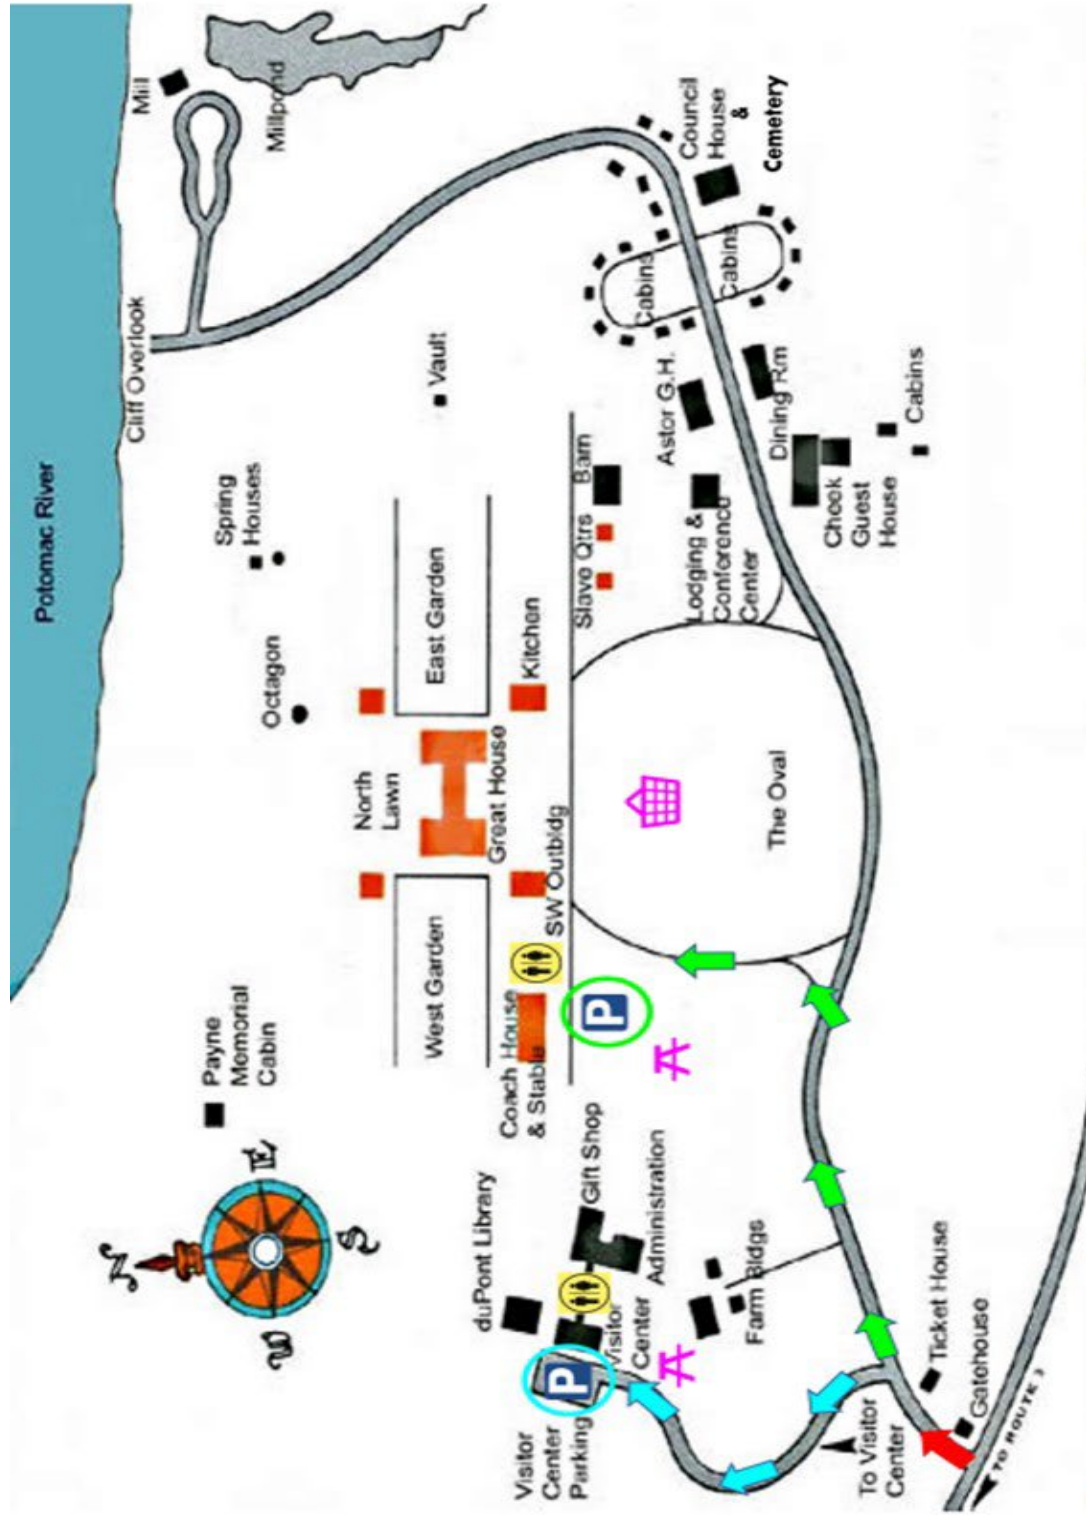 Potomac River
Mill
Millpond
Cliff Overlook
Council
House
&
Cemetery
Cabins
Cabins
Vault
Spring
Houses
Octagon
East Garden
Kitchen
Slave Qtrs
Barn
Astor G.H.
Dining Rm
Lodging &
Conference
Center
Cheek
Guest
House
Cabins
North
Lawn
Great House
SW Outbldg
The Oval
West Garden
Coach House
& Stable
P
Payne
Memorial
Cabin
N
E
S
W
duPont Library
Gift Shop
Administration
Visitor
Center
Farm Bldgs
P
Visitor
Center
Parking
To Visitor
Center
Ticket House
Gatehouse
TO ROUTE 3